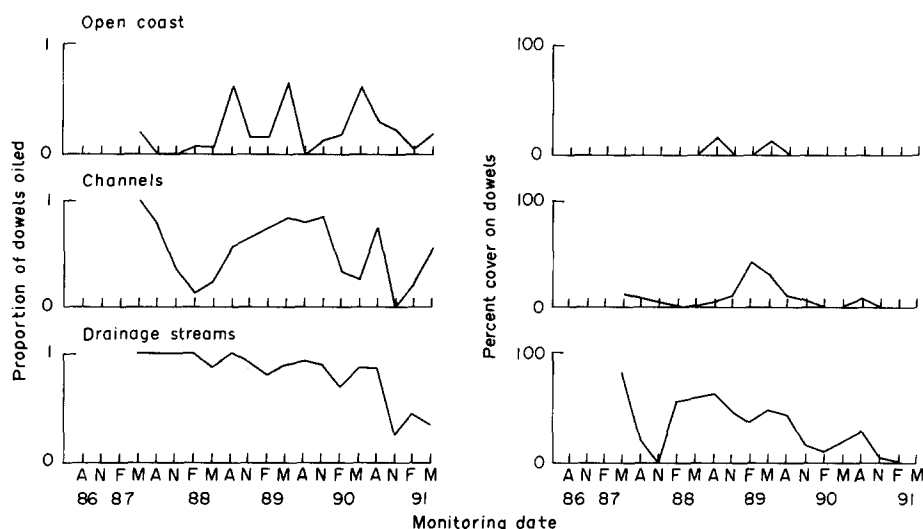 Open coast
1
0
100
0
Channels
1
0
100
0
Drainage streams
1
0
100
0
Proportion of dowels oiled
Percent cover on dowels
A N F M A N F M A N F M A N F M A N F M
86 87 88 89 90 91
A N F M A N F M A N F M A N F M A N F M
86 87 88 89 90 91
Monitoring date